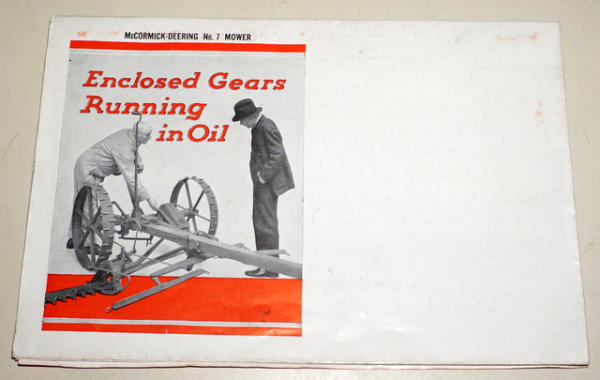 McCORMICK-DEERING No. 7 MOWER
Enclosed Gears
Running
in Oil